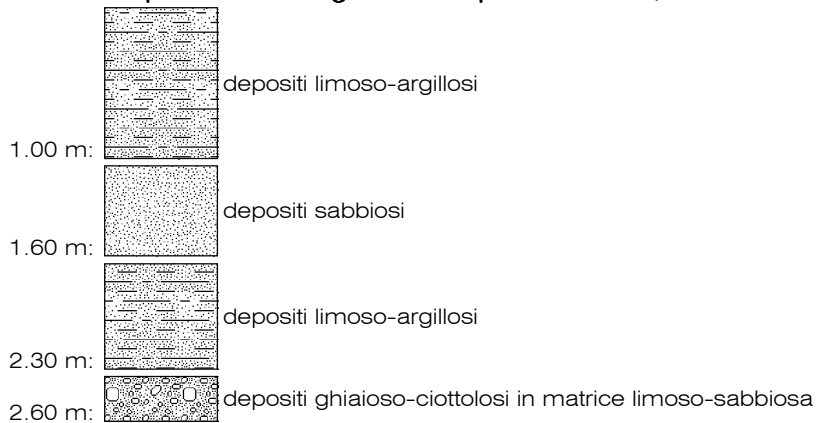 depositi limoso-argillosi
1.00 m:
depositi sabbiosi
1.60 m:
depositi limoso-argillosi
2.30 m:
depositi ghiaioso-ciottolosi in matrice limoso-sabbiosa
2.60 m: